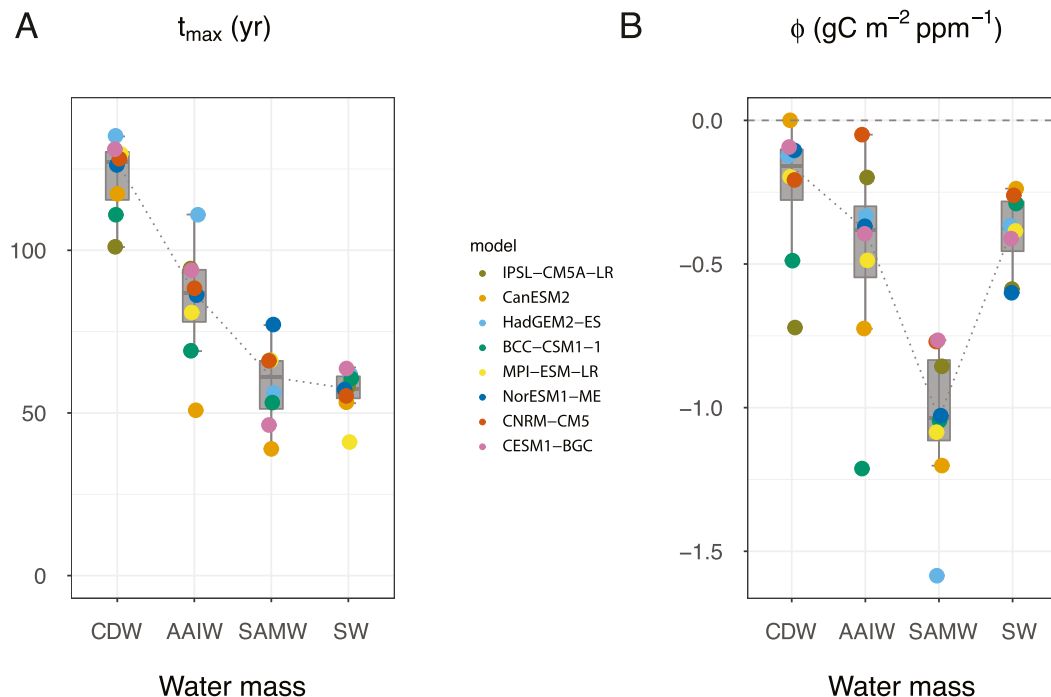 A
t_max (yr)
100
50
0
CDW AAIW SAMW SW
Water mass
model
IPSL−CM5A−LR
CanESM2
HadGEM2−ES
BCC−CSM1−1
MPI−ESM−LR
NorESM1−ME
CNRM−CM5
CESM1−BGC
B
ϕ (gC m⁻² ppm⁻¹)
0.0
−0.5
−1.0
−1.5
CDW AAIW SAMW SW
Water mass